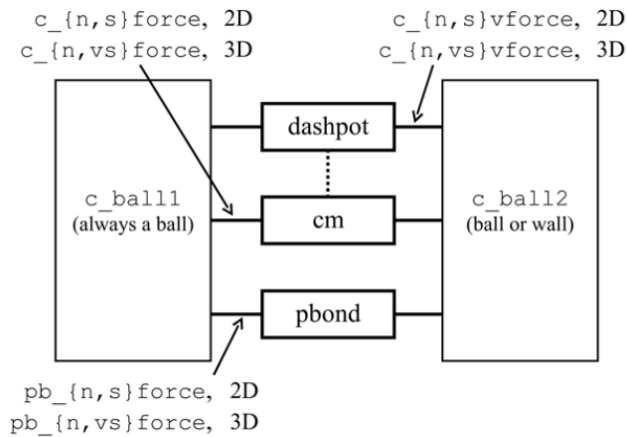 c_{n,s}force, 2D
c_{n,vs}force, 3D
c_{n,s}vforce, 2D
c_{n,vs}vforce, 3D
dashpot
c_ball1
(always a ball)
cm
c_ball2
(ball or wall)
pbond
pb_{n,s}force, 2D
pb_{n,vs}force, 3D